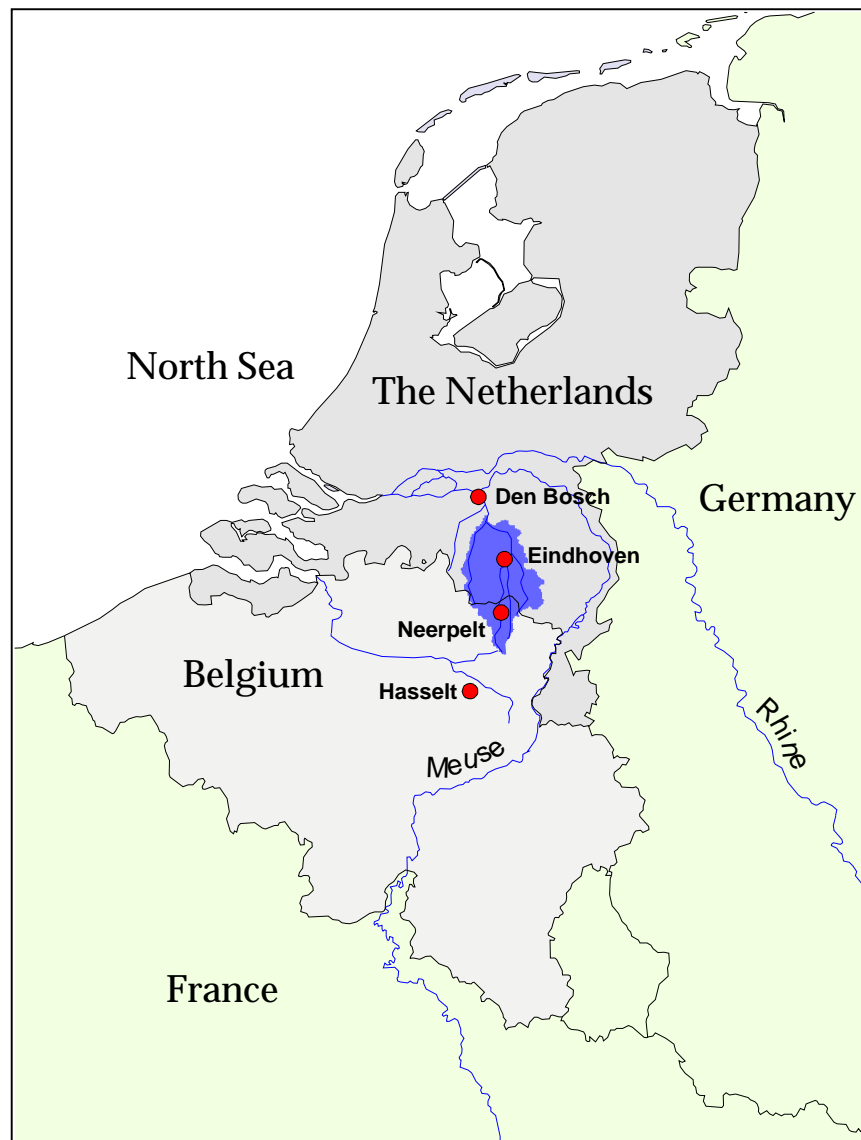 North Sea
The Netherlands
Den Bosch
Germany
Eindhoven
Neerpelt
Belgium
Hasselt
Rhine
Meuse
France